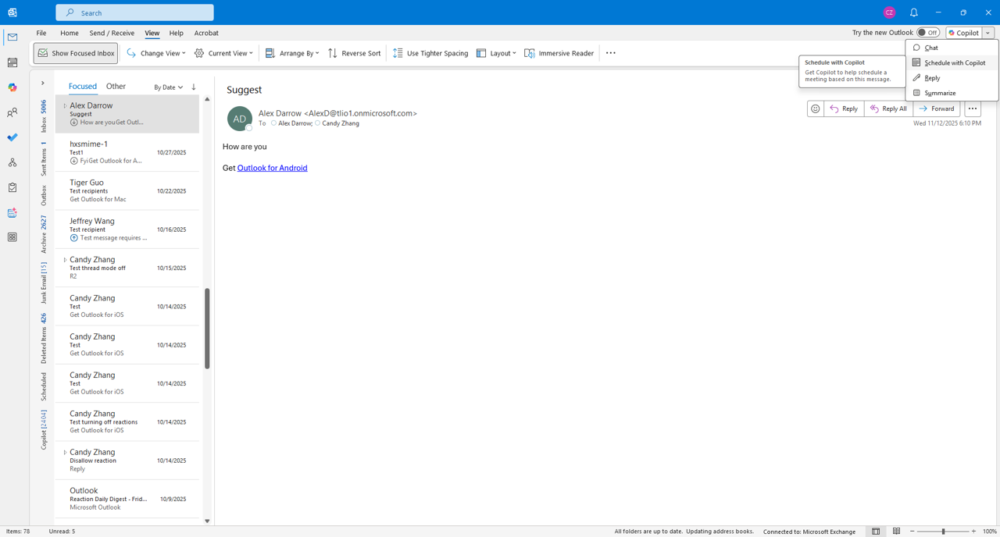 Search
CZ
File
Home
Send / Receive
View
Help
Acrobat
Try the new Outlook
Off
Copilot
Show Focused Inbox
Change View
Current View
Arrange By
Reverse Sort
Use Tighter Spacing
Layout
Immersive Reader
Schedule with Copilot
Get Copilot to help schedule a
meeting based on this message.
Chat
Schedule with Copilot
Reply
Summarize
Inbox 5006
Sent Items 1
Outbox
Archive 2627
Junk Email [15]
Deleted Items 426
Scheduled
Copilot [2404]
Focused
Other
By Date
Alex Darrow
Suggest
How are youGet Outl...
hxsmime-1
Test1
10/27/2025
FyiGet Outlook for A...
Tiger Guo
Test recipients
10/22/2025
Get Outlook for Mac
Jeffrey Wang
Test recipient
10/16/2025
Test message requires ...
Candy Zhang
Test thread mode off
10/15/2025
R2
Candy Zhang
Test
10/14/2025
Get Outlook for iOS
Candy Zhang
Test
10/14/2025
Get Outlook for iOS
Candy Zhang
Test
10/14/2025
Get Outlook for iOS
Candy Zhang
Test turning off reactions
10/14/2025
Get Outlook for iOS
Candy Zhang
Disallow reaction
10/14/2025
Reply
Outlook
Reaction Daily Digest - Frid...
10/9/2025
Microsoft Outlook
Suggest
AD
Alex Darrow <AlexD@tlio1.onmicrosoft.com>
To Alex Darrow; Candy Zhang
Reply
Reply All
Forward
Wed 11/12/2025 6:10 PM
How are you
Get Outlook for Android
Items: 78
Unread: 5
All folders are up to date. Updating address books.
Connected to: Microsoft Exchange
100%